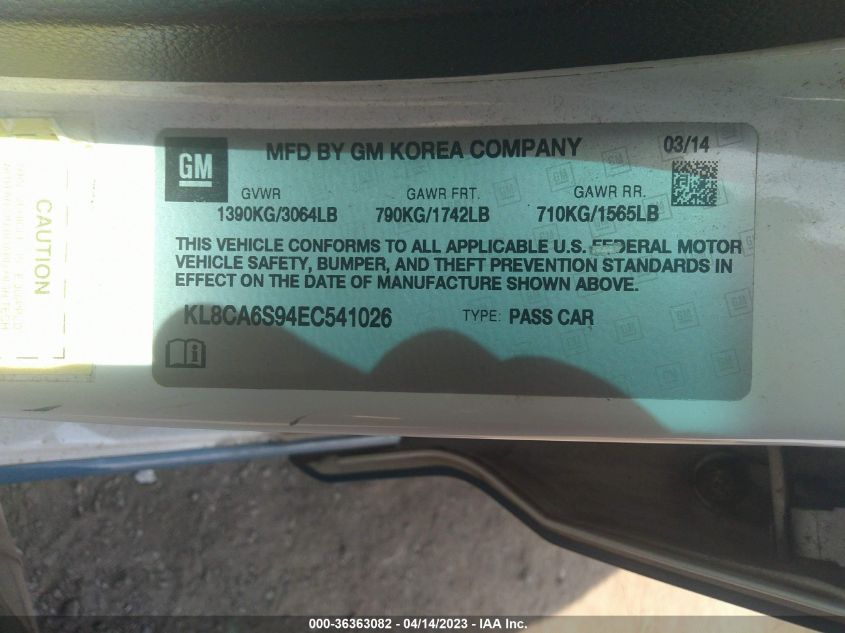 GM
MFD BY GM KOREA COMPANY
03/14
GVWR
GAWR FRT.
GAWR RR.
1390KG/3064LB
790KG/1742LB
710KG/1565LB
THIS VEHICLE CONFORMS TO ALL APPLICABLE U.S. FEDERAL MOTOR
VEHICLE SAFETY, BUMPER, AND THEFT PREVENTION STANDARDS IN
EFFECT ON THE DATE OF MANUFACTURE SHOWN ABOVE.
KL8CA6S94EC541026
TYPE: PASS CAR
CAUTION
000-36363082 - 04/14/2023 - IAA Inc.